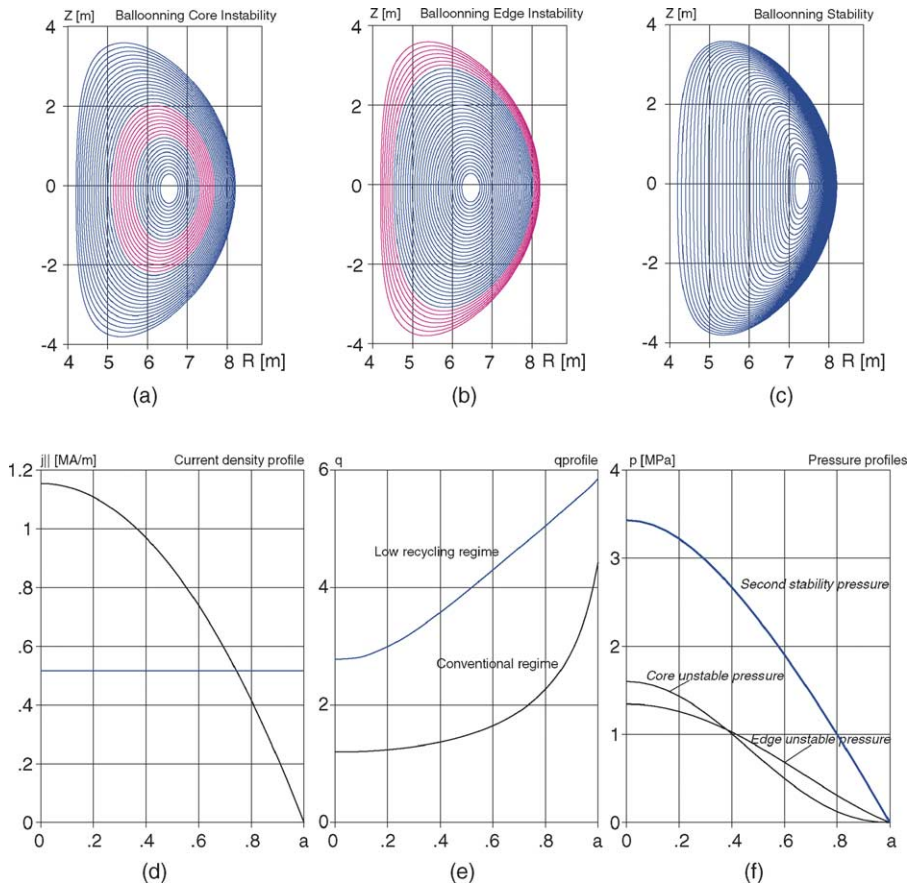 Z [m] Balloonning Core Instability
4
2
0
-2
-4
4 5 6 7 8 R [m]
(a)
Z [m] Balloonning Edge Instability
4
2
0
-2
-4
4 5 6 7 8 R [m]
(b)
Z [m] Balloonning Stability
4
2
0
-2
-4
4 5 6 7 8 R [m]
(c)
j|| [MA/m] Current density profile
1.2
1
.8
.6
.4
.2
0
0 .2 .4 .6 .8 a
(d)
q qprofile
6
4
2
0
Low recycling regime
Conventional regime
0 .2 .4 .6 .8 a
(e)
p [MPa] Pressure profiles
4
3
2
1
0
Second stability pressure
Core unstable pressure
Edge unstable pressure
0 .2 .4 .6 .8 a
(f)